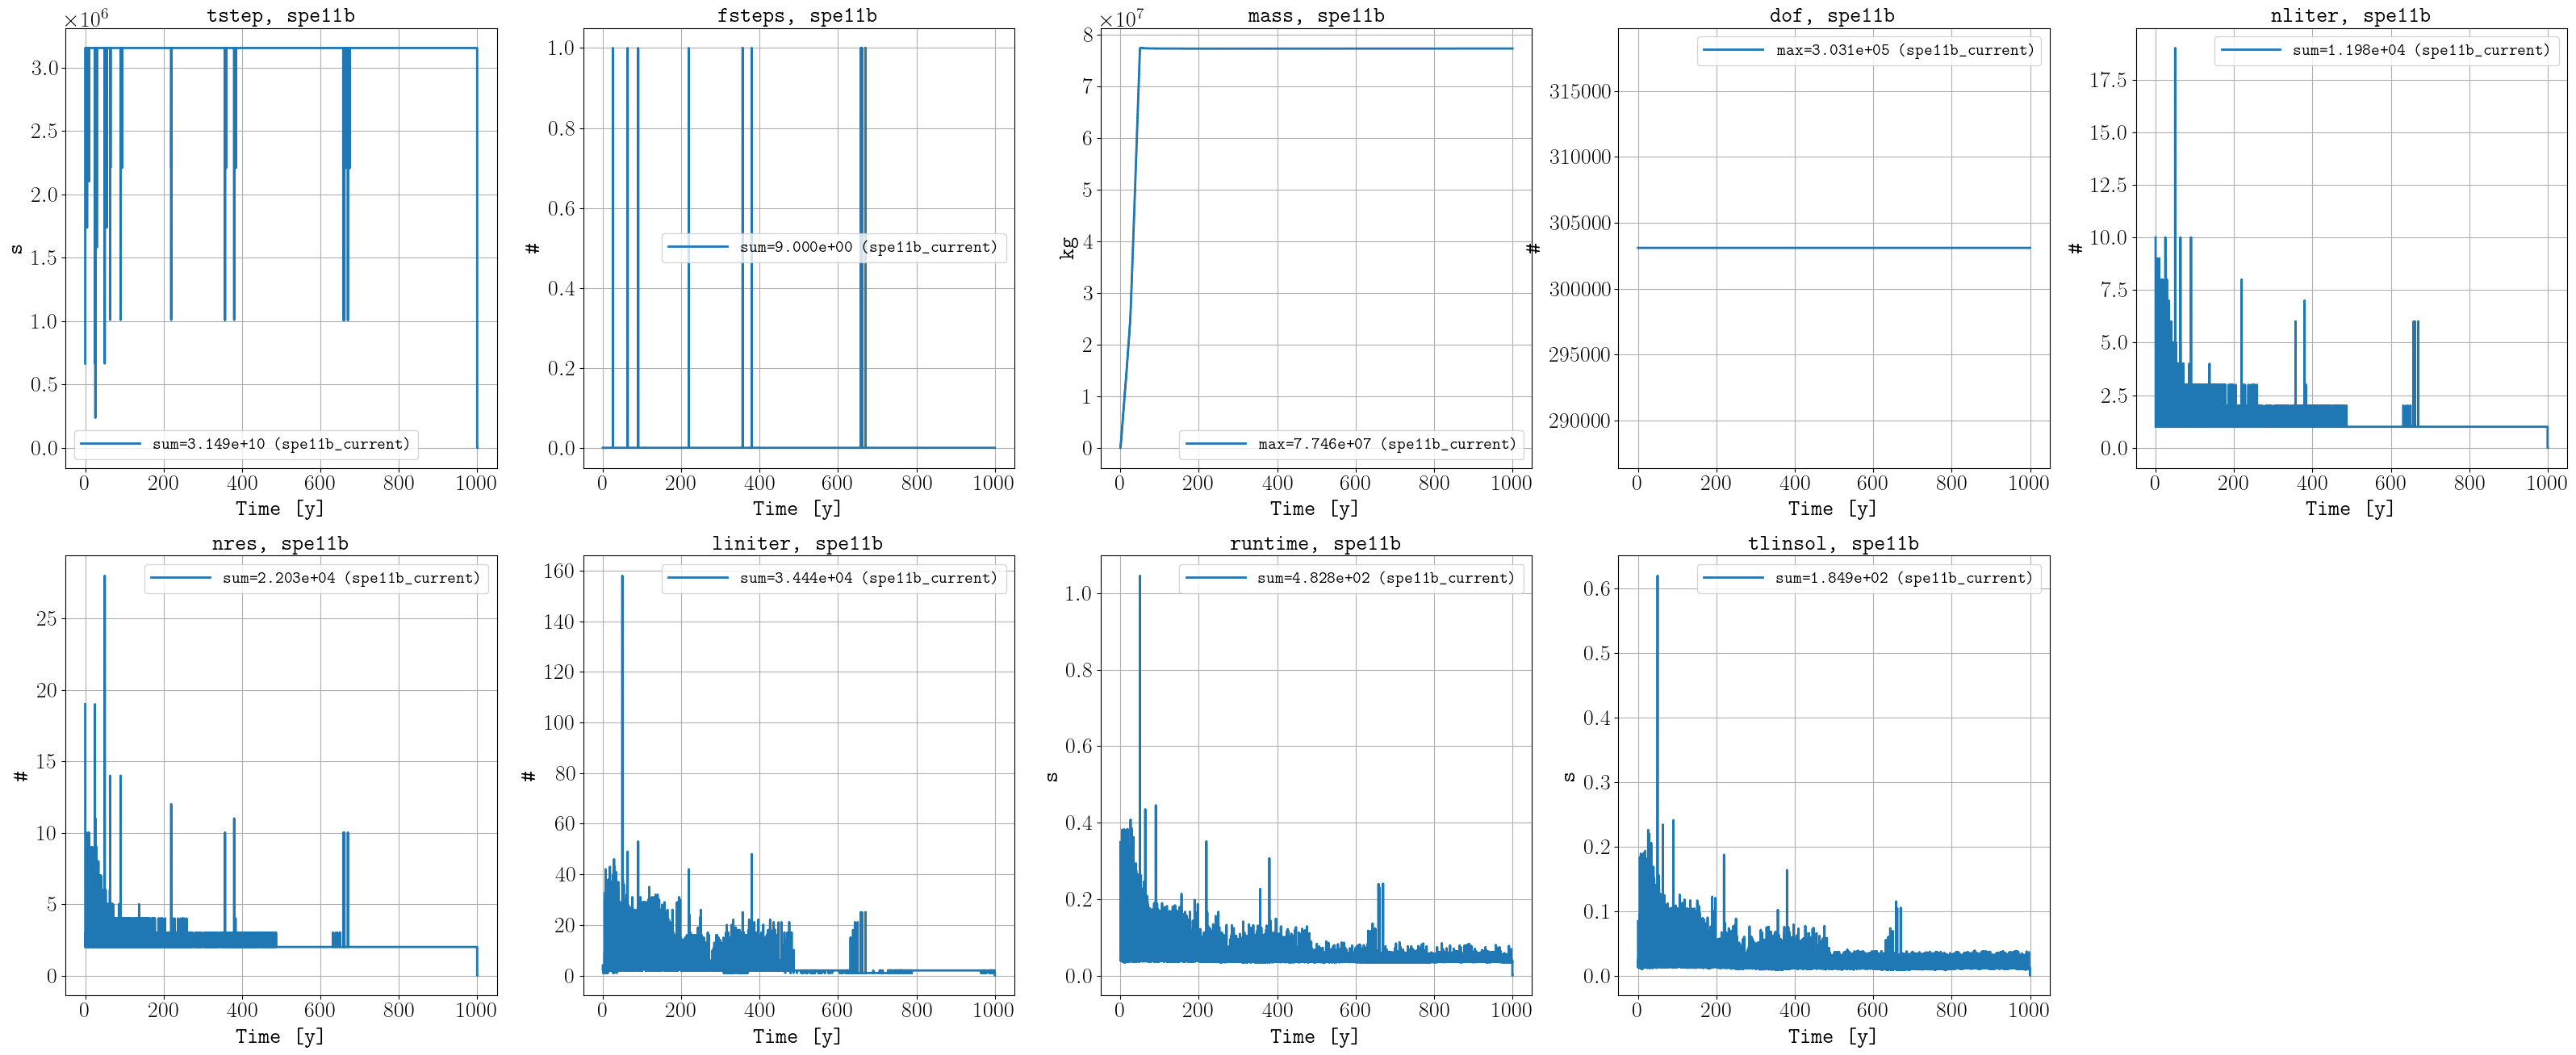 tstep, spe11b
×10⁶
3.0
2.5
2.0
1.5
1.0
0.5
0.0
s
sum=3.149e+10 (spe11b_current)
0 200 400 600 800 1000
Time [y]
fsteps, spe11b
1.0
0.8
0.6
0.4
0.2
0.0
#
sum=9.000e+00 (spe11b_current)
0 200 400 600 800 1000
Time [y]
mass, spe11b
×10⁷
8
7
6
5
4
3
2
1
0
kg
max=7.746e+07 (spe11b_current)
0 200 400 600 800 1000
Time [y]
dof, spe11b
max=3.031e+05 (spe11b_current)
315000
310000
305000
300000
295000
290000
#
0 200 400 600 800 1000
Time [y]
nliter, spe11b
sum=1.198e+04 (spe11b_current)
17.5
15.0
12.5
10.0
7.5
5.0
2.5
0.0
#
0 200 400 600 800 1000
Time [y]
nres, spe11b
sum=2.203e+04 (spe11b_current)
25
20
15
10
5
0
#
0 200 400 600 800 1000
Time [y]
liniter, spe11b
sum=3.444e+04 (spe11b_current)
160
140
120
100
80
60
40
20
0
#
0 200 400 600 800 1000
Time [y]
runtime, spe11b
sum=4.828e+02 (spe11b_current)
1.0
0.8
0.6
0.4
0.2
0.0
s
0 200 400 600 800 1000
Time [y]
tlinsol, spe11b
sum=1.849e+02 (spe11b_current)
0.6
0.5
0.4
0.3
0.2
0.1
0.0
s
0 200 400 600 800 1000
Time [y]